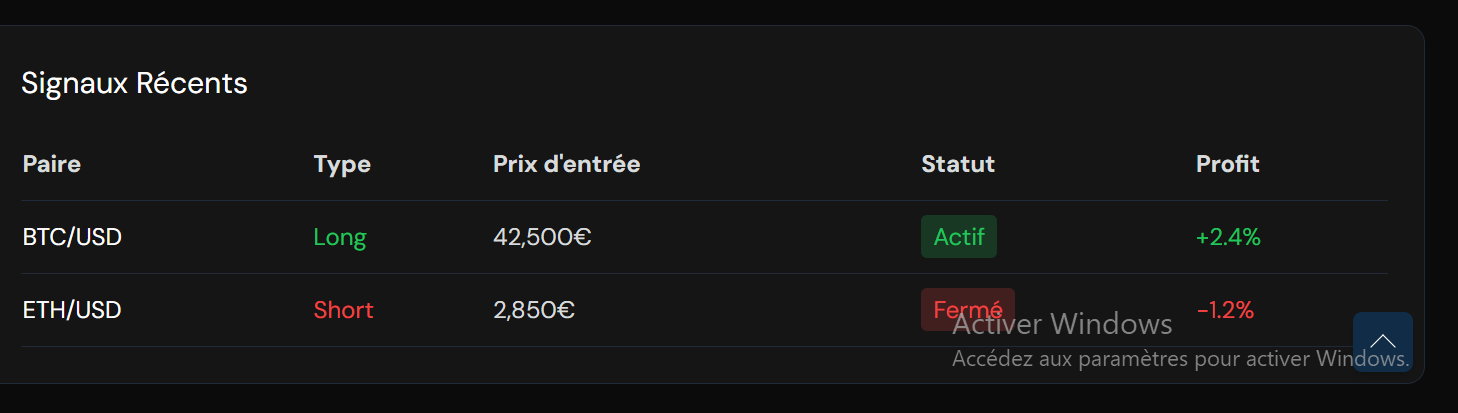 Signaux Récents
Paire Type Prix d'entrée Statut Profit
BTC/USD Long 42,500€ Actif +2.4%
ETH/USD Short 2,850€ Fermé -1.2%
Activer Windows
Accédez aux paramètres pour activer Windows.